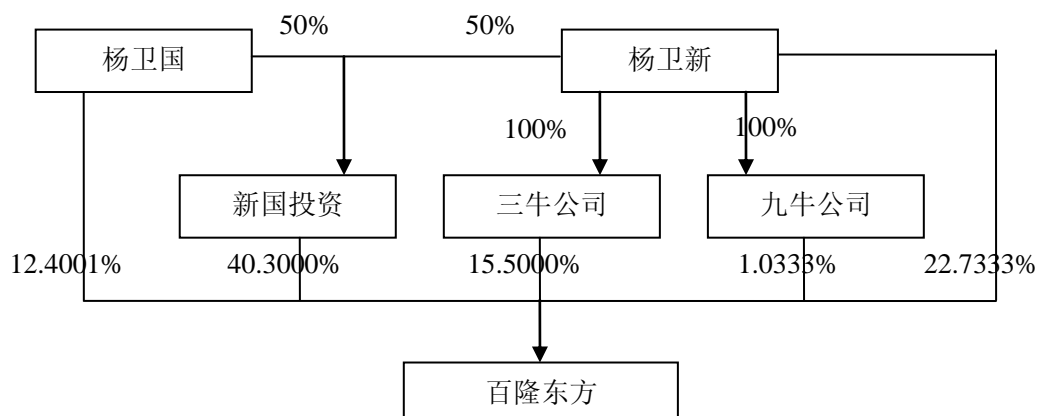 50% 50%
杨卫国 杨卫新
100% 100%
新国投资 三牛公司 九牛公司
12.4001% 40.3000% 15.5000% 1.0333% 22.7333%
百隆东方